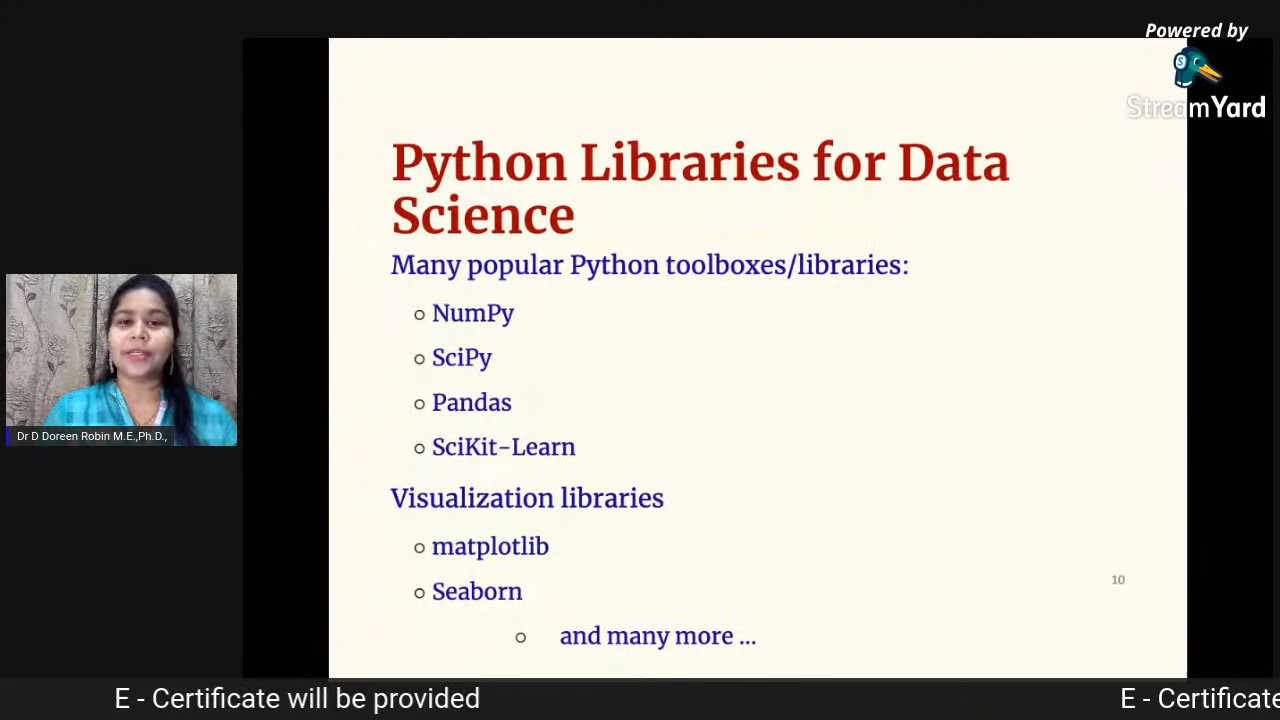 Powered by
StreamYard
Python Libraries for Data
Science
Many popular Python toolboxes/libraries:
NumPy
SciPy
Pandas
SciKit-Learn
Visualization libraries
matplotlib
Seaborn
and many more ...
10
Dr D Doreen Robin M.E.,Ph.D.,
E - Certificate will be provided
E - Certificate